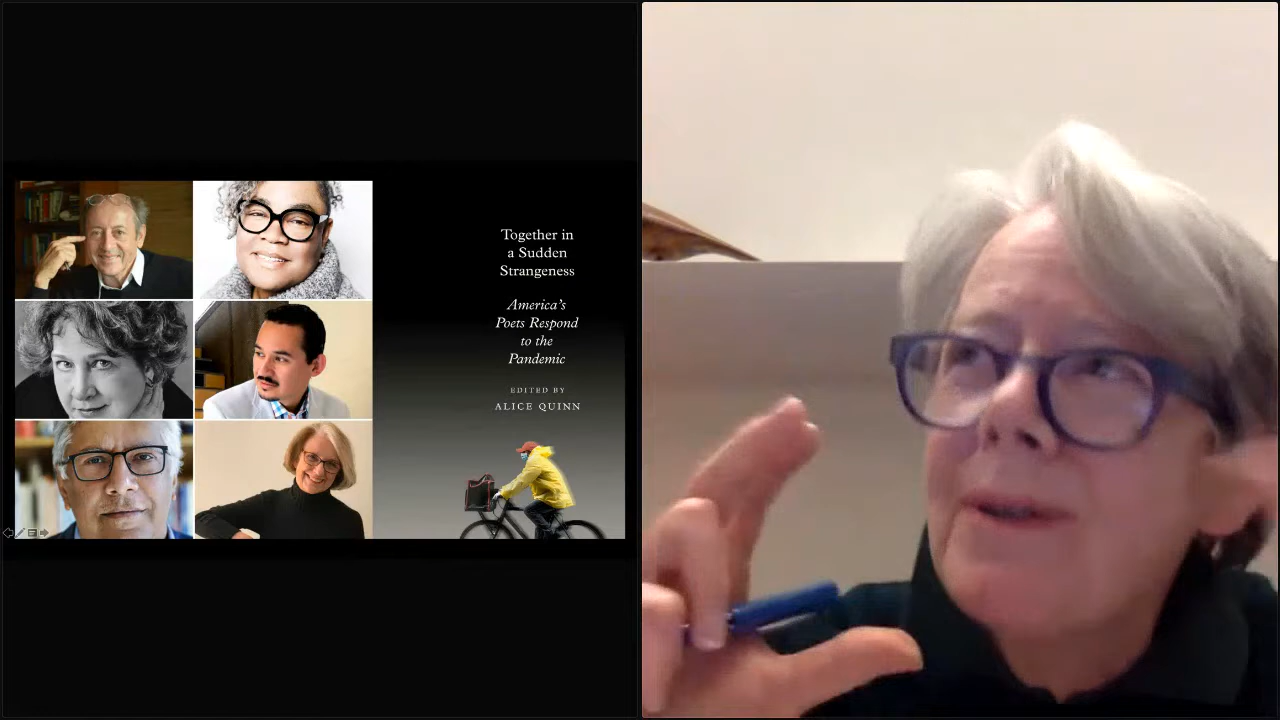 Together in
a Sudden
Strangeness
America's
Poets Respond
to the
Pandemic
EDITED BY
ALICE QUINN